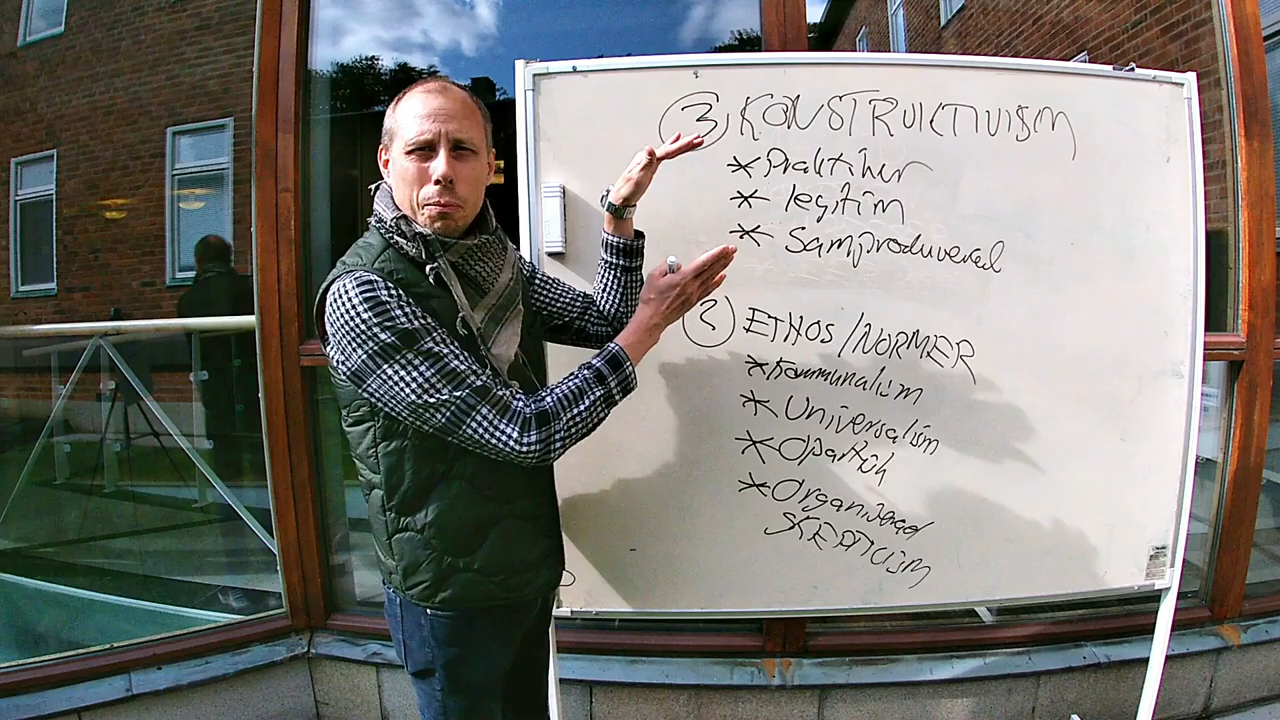 3 KONSTRUKTIVISM
* Praktiker
* legitim
* Samproducerad
2 ETHOS/NORMER
* Kommunalism
* Universalism
* Opartisk
* Organiserad
SKEPTICISM